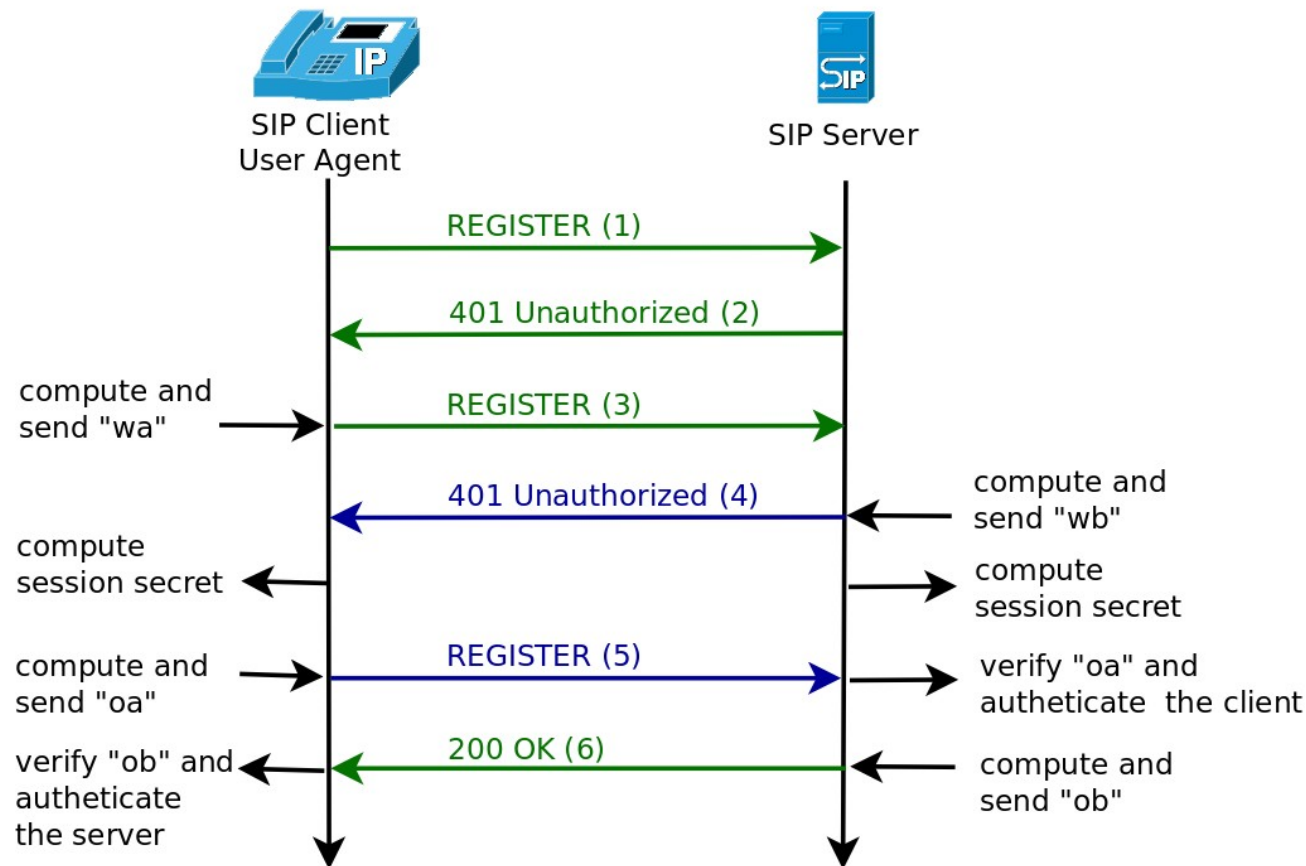 IP
SIP
SIP Client
User Agent
SIP Server
REGISTER (1)
401 Unauthorized (2)
compute and
send "wa"
REGISTER (3)
401 Unauthorized (4)
compute and
send "wb"
compute
session secret
compute
session secret
compute and
send "oa"
REGISTER (5)
verify "oa" and
autheticate  the client
verify "ob" and
autheticate
the server
200 OK (6)
compute and
send "ob"